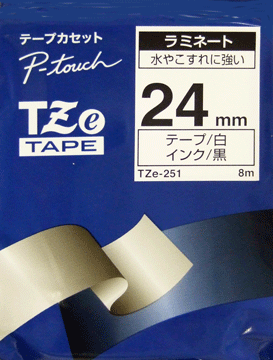 テープカセット
P-touch
TZe
TAPE
ラミネート
水やこすれに強い
24mm
テープ/白
インク/黒
TZe-251 8m